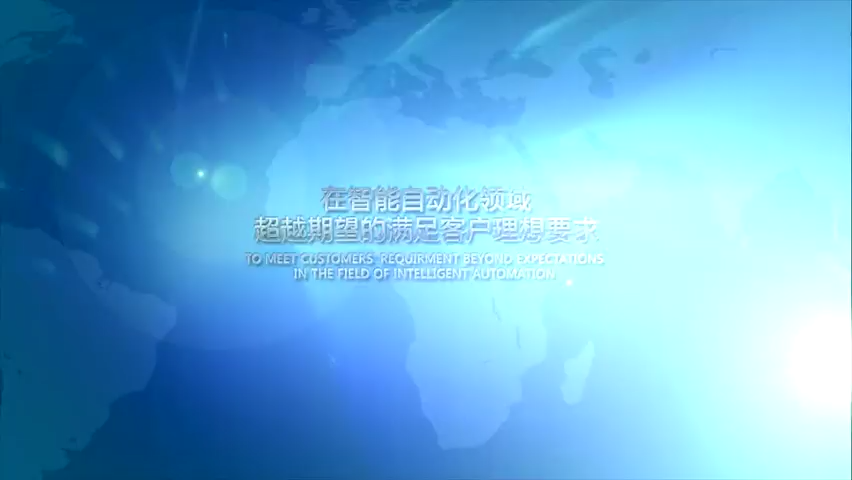 在智能自动化领域
超越期望的满足客户理想要求
TO MEET CUSTOMERS' REQUIRMENT BEYOND EXPECTATIONS
IN THE FIELD OF INTELLIGENT AUTOMATION